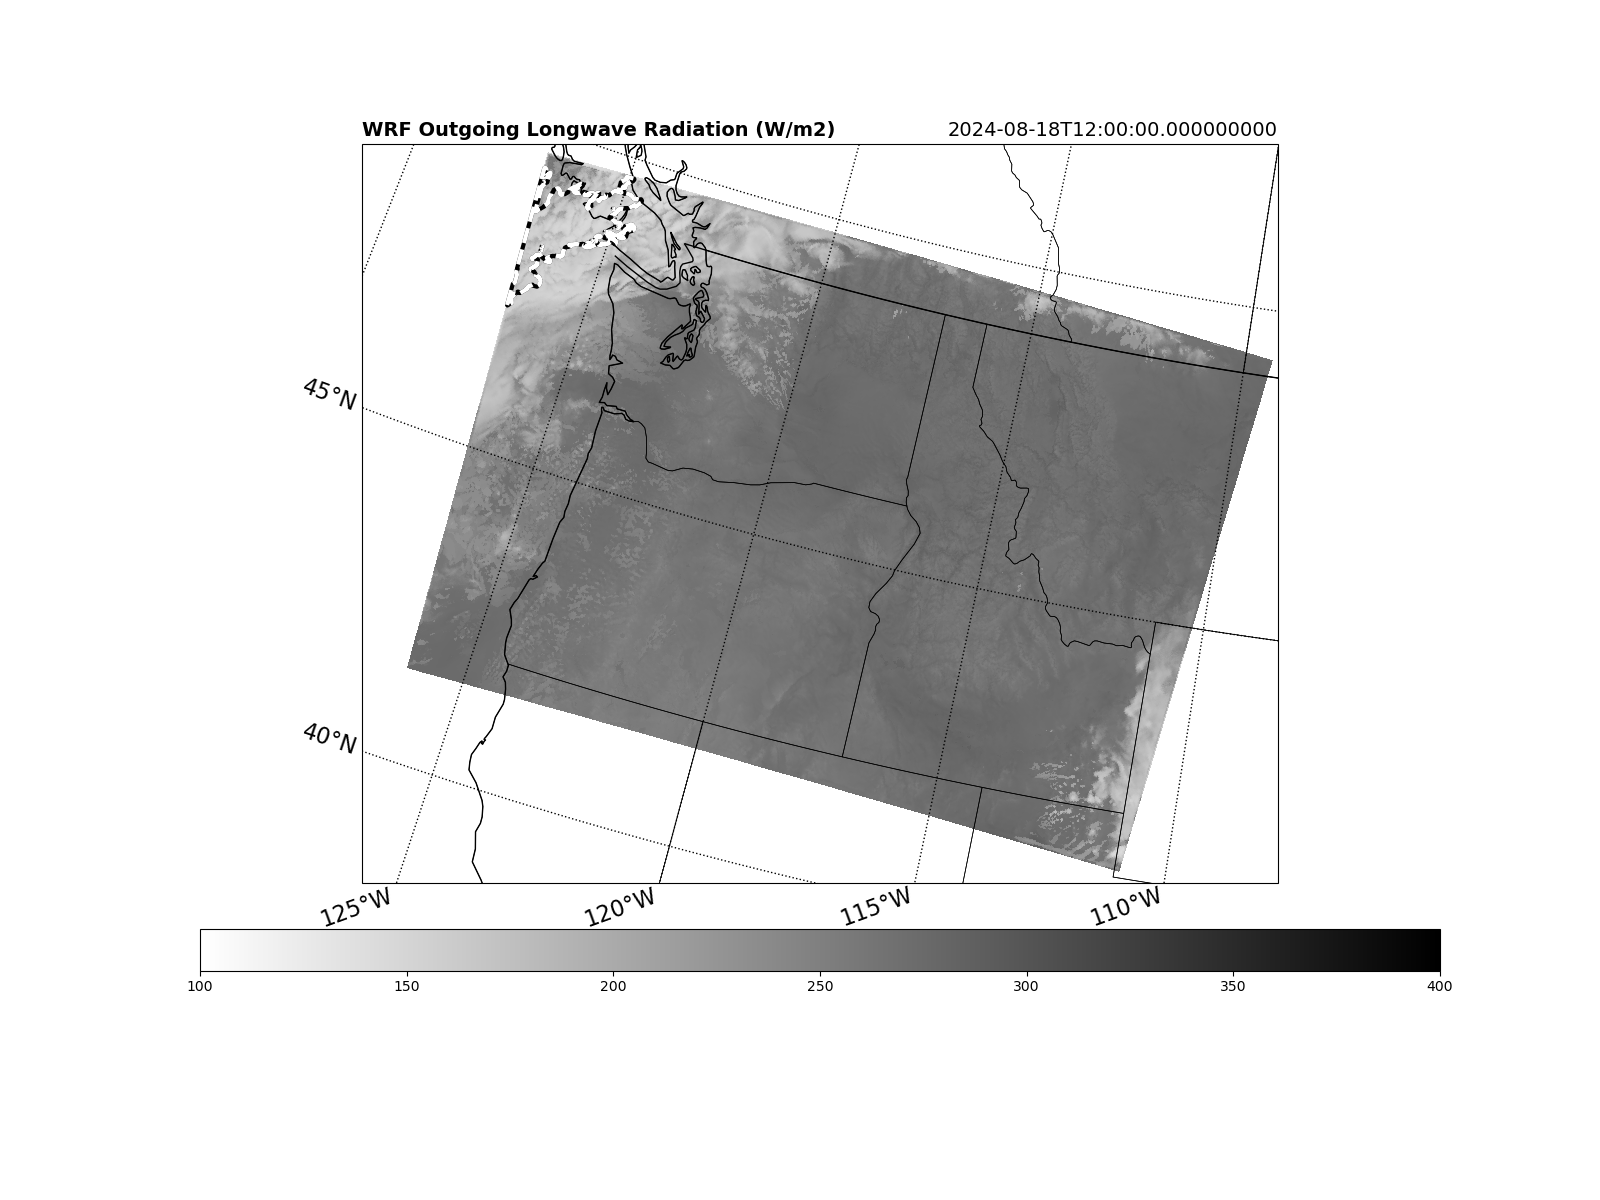 WRF Outgoing Longwave Radiation (W/m2) 2024-08-18T12:00:00.000000000
45°N
40°N
125°W 120°W 115°W 110°W
100 150 200 250 300 350 400